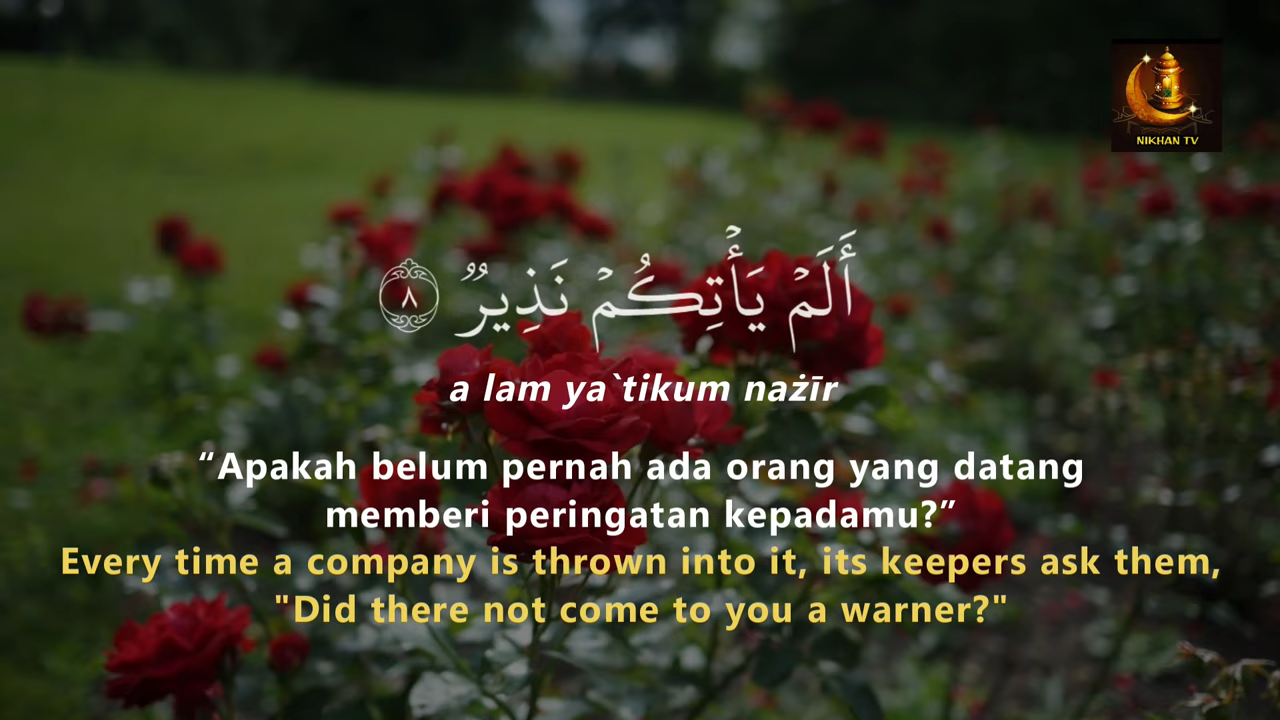 NIKHAN TV
أَلَمۡ يَأۡتِكُمۡ نَذِيرٞ ٨
a lam ya`tikum nażīr
“Apakah belum pernah ada orang yang datang
memberi peringatan kepadamu?”
Every time a company is thrown into it, its keepers ask them,
"Did there not come to you a warner?"